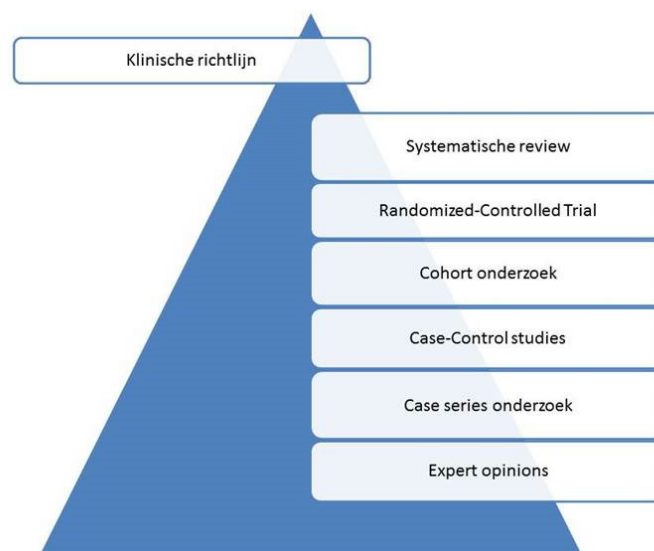 Klinische richtlijn
Systematische review
Randomized-Controlled Trial
Cohort onderzoek
Case-Control studies
Case series onderzoek
Expert opinions